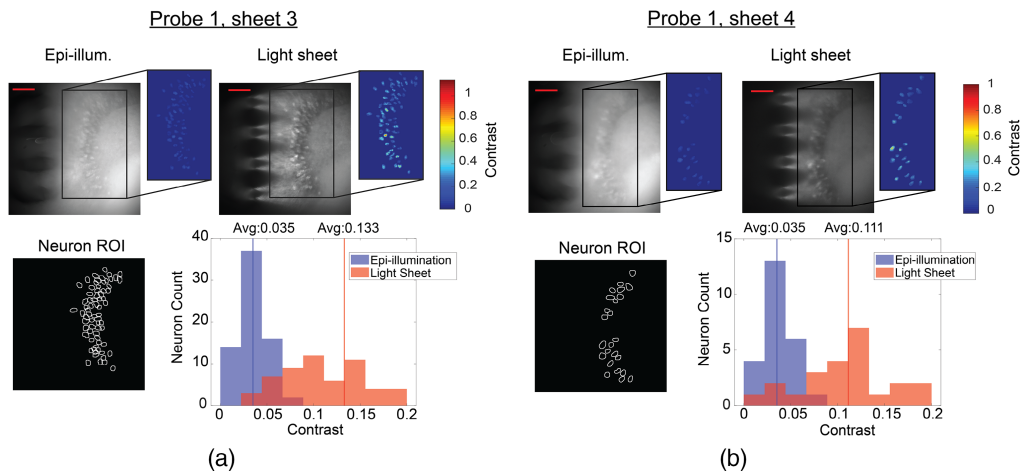 Probe 1, sheet 3
Epi-illum.
Light sheet
1
0.8
0.6
0.4
0.2
0
Contrast
Neuron ROI
Avg:0.035
Avg:0.133
Epi-illumination
Light Sheet
40
30
20
10
0
Neuron Count
0
0.05
0.1
0.15
0.2
Contrast
(a)
Probe 1, sheet 4
Epi-illum.
Light sheet
1
0.8
0.6
0.4
0.2
0
Contrast
Neuron ROI
Avg:0.035
Avg:0.111
Epi-illumination
Light Sheet
15
10
5
0
Neuron Count
0
0.05
0.1
0.15
0.2
Contrast
(b)